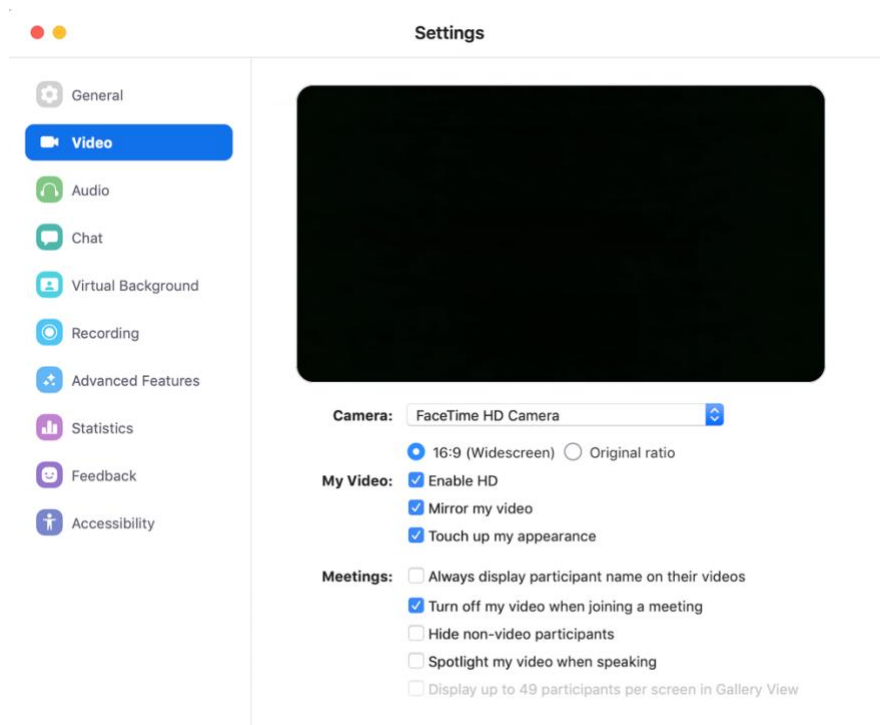 Settings
General
Video
Audio
Chat
Virtual Background
Recording
Advanced Features
Statistics
Feedback
Accessibility
Camera: FaceTime HD Camera
16:9 (Widescreen) Original ratio
My Video: Enable HD
Mirror my video
Touch up my appearance
Meetings: Always display participant name on their videos
Turn off my video when joining a meeting
Hide non-video participants
Spotlight my video when speaking
Display up to 49 participants per screen in Gallery View